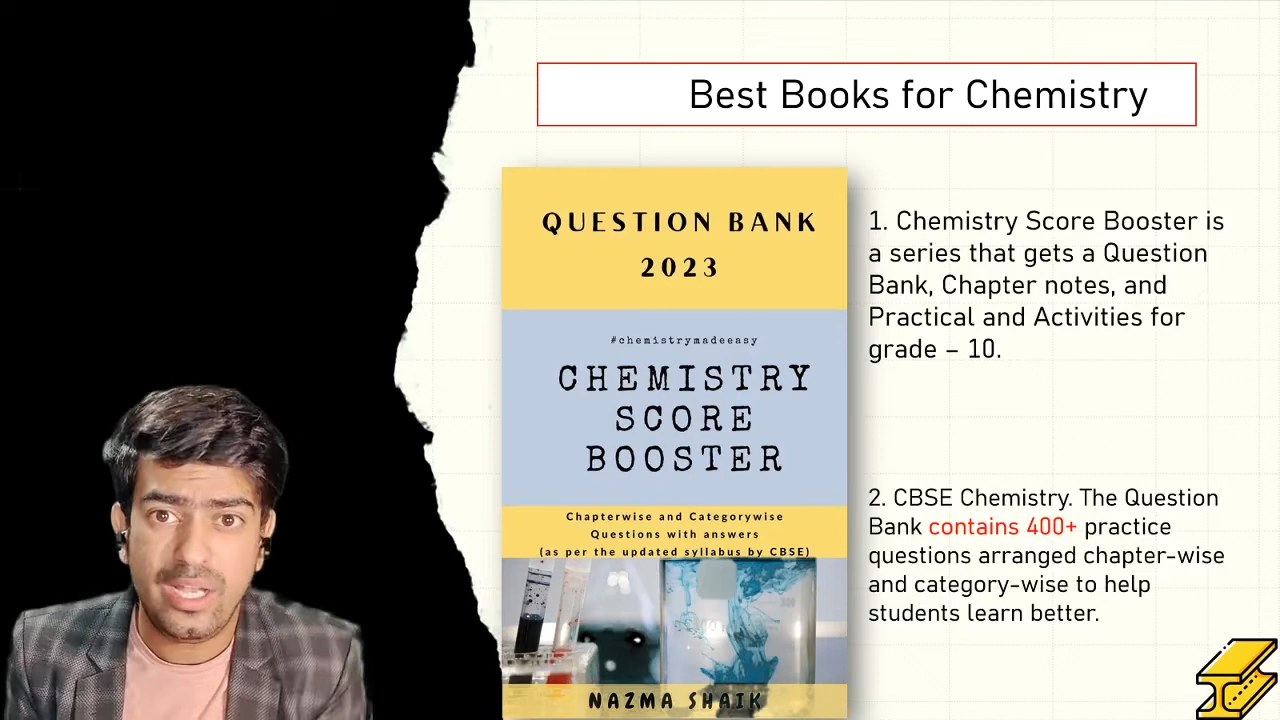 Best Books for Chemistry
QUESTION BANK
2023
#chemistrymadeeasy
CHEMISTRY
SCORE
BOOSTER
Chapterwise and Categorywise
Questions with answers
(as per the updated syllabus by CBSE)
NAZMA SHAIK
1. Chemistry Score Booster is
a series that gets a Question
Bank, Chapter notes, and
Practical and Activities for
grade – 10.
2. CBSE Chemistry. The Question
Bank contains 400+ practice
questions arranged chapter-wise
and category-wise to help
students learn better.